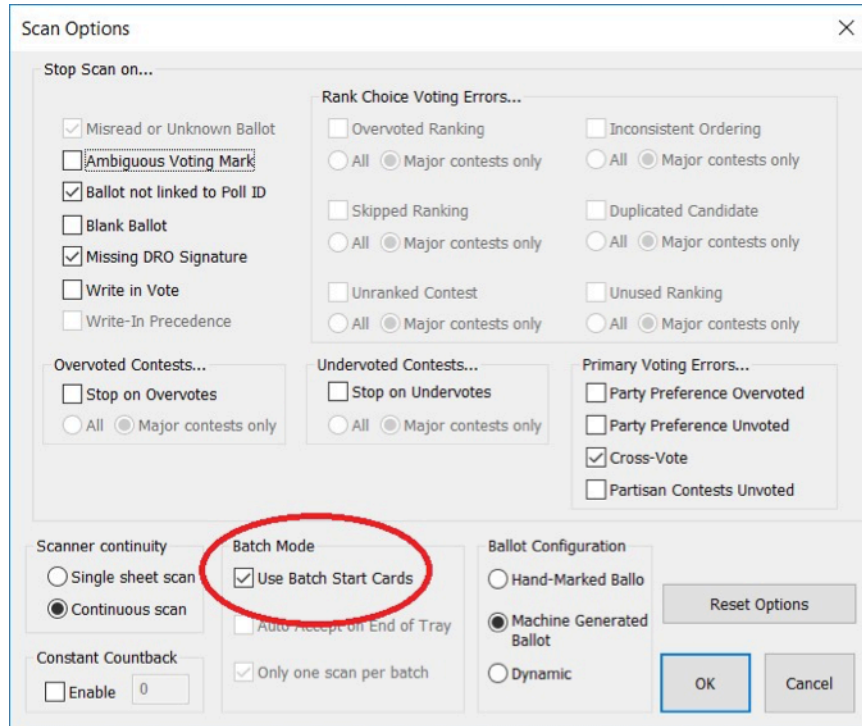 Scan Options
Stop Scan on...
Misread or Unknown Ballot
Ambiguous Voting Mark
Ballot not linked to Poll ID
Blank Ballot
Missing DRO Signature
Write in Vote
Write-In Precedence
Rank Choice Voting Errors...
Overvoted Ranking
All Major contests only
Inconsistent Ordering
All Major contests only
Skipped Ranking
All Major contests only
Duplicated Candidate
All Major contests only
Unranked Contest
All Major contests only
Unused Ranking
All Major contests only
Overvoted Contests...
Stop on Overvotes
All Major contests only
Undervoted Contests...
Stop on Undervotes
All Major contests only
Primary Voting Errors...
Party Preference Overvoted
Party Preference Unvoted
Cross-Vote
Partisan Contests Unvoted
Scanner continuity
Single sheet scan
Continuous scan
Constant Countback
Enable 0
Batch Mode
Use Batch Start Cards
Auto Accept on End of Tray
Only one scan per batch
Ballot Configuration
Hand-Marked Ballo
Machine Generated
Ballot
Dynamic
Reset Options
OK Cancel